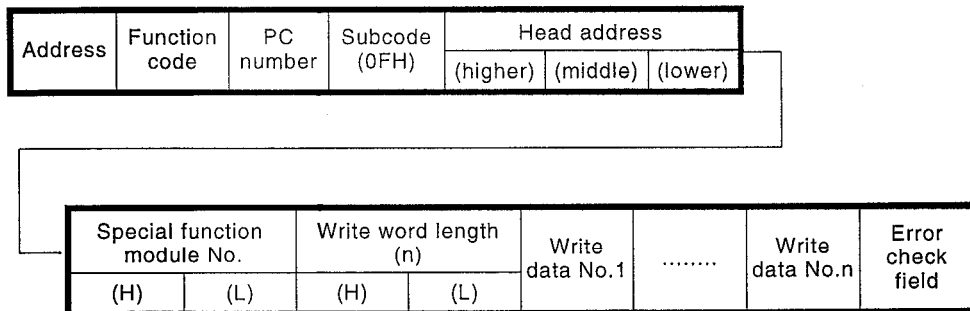 Address
Function
code
PC
number
Subcode
(0FH)
Head address
(higher)
(middle)
(lower)
Special function
module No.
(H)
(L)
Write word length
(n)
(H)
(L)
Write
data No.1
........
Write
data No.n
Error
check
field